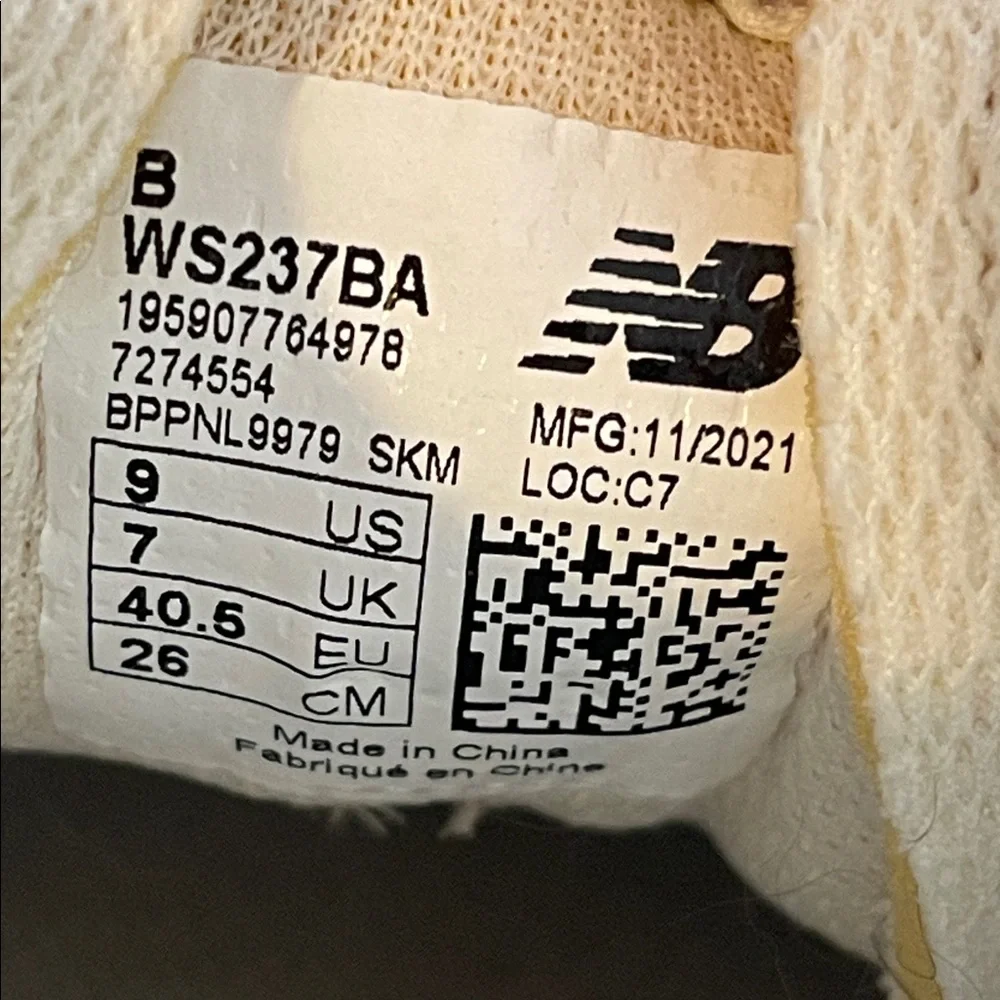 B
WS237BA
195907764978
7274554
BPPNL9979 SKM
9 US
7 UK
40.5 EU
26 CM
NB
MFG:11/2021
LOC:C7
Made in China
Fabriqué en Chine